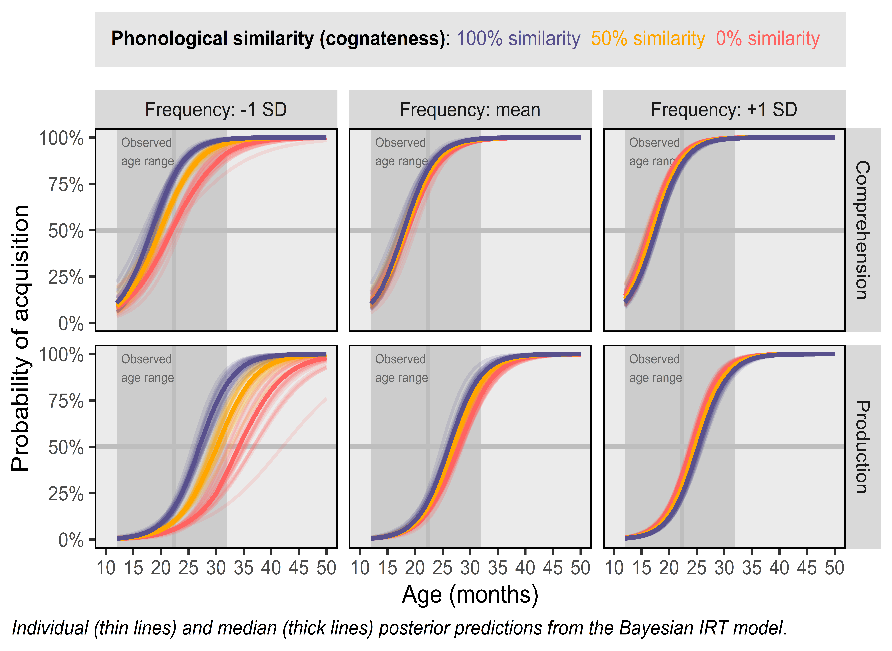 Phonological similarity (cognateness): 100% similarity 50% similarity 0% similarity
Frequency: -1 SD Frequency: mean Frequency: +1 SD
Probability of acquisition
100%
75%
50%
25%
0%
Observed
age range
Observed
age range
Observed
age range
Comprehension
100%
75%
50%
25%
0%
Observed
age range
Observed
age range
Observed
age range
Production
10 15 20 25 30 35 40 45 50 10 15 20 25 30 35 40 45 50 10 15 20 25 30 35 40 45 50
Age (months)
Individual (thin lines) and median (thick lines) posterior predictions from the Bayesian IRT model.